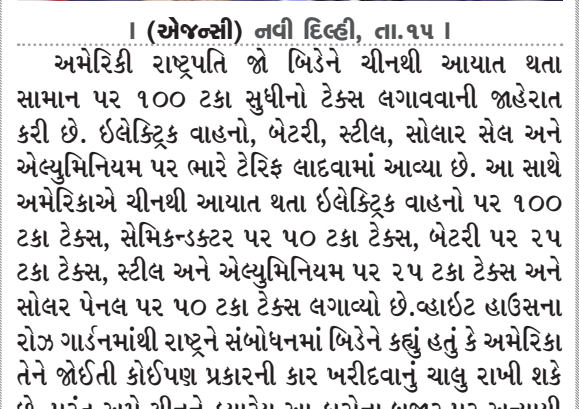 । (એજન્સી) નવી દિલ્હી, તા.૧૫ ।
અમેરિકી રાષ્ટ્રપતિ જો બિડેને ચીનથી આયાત થતા
સામાન પર ૧૦૦ ટકા સુધીનો ટેક્સ લગાવવાની જાહેરાત
કરી છે. ઇલેક્ટ્રિક વાહનો, બેટરી, સ્ટીલ, સોલાર સેલ અને
એલ્યુમિનિયમ પર ભારે ટેરિફ લાદવામાં આવ્યા છે. આ સાથે
અમેરિકાએ ચીનથી આયાત થતા ઇલેક્ટ્રિક વાહનો પર ૧૦૦
ટકા ટેક્સ, સેમિકન્ડક્ટર પર ૫૦ ટકા ટેક્સ, બેટરી પર ૨૫
ટકા ટેક્સ, સ્ટીલ અને એલ્યુમિનિયમ પર ૨૫ ટકા ટેક્સ અને
સોલર પેનલ પર ૫૦ ટકા ટેક્સ લગાવ્યો છે.વ્હાઇટ હાઉસના
રોઝ ગાર્ડનમાંથી રાષ્ટ્રને સંબોધનમાં બિડેને કહ્યું હતું કે અમેરિકા
તેને જોઈતી કોઈપણ પ્રકારની કાર ખરીદવાનું ચાલુ રાખી શકે